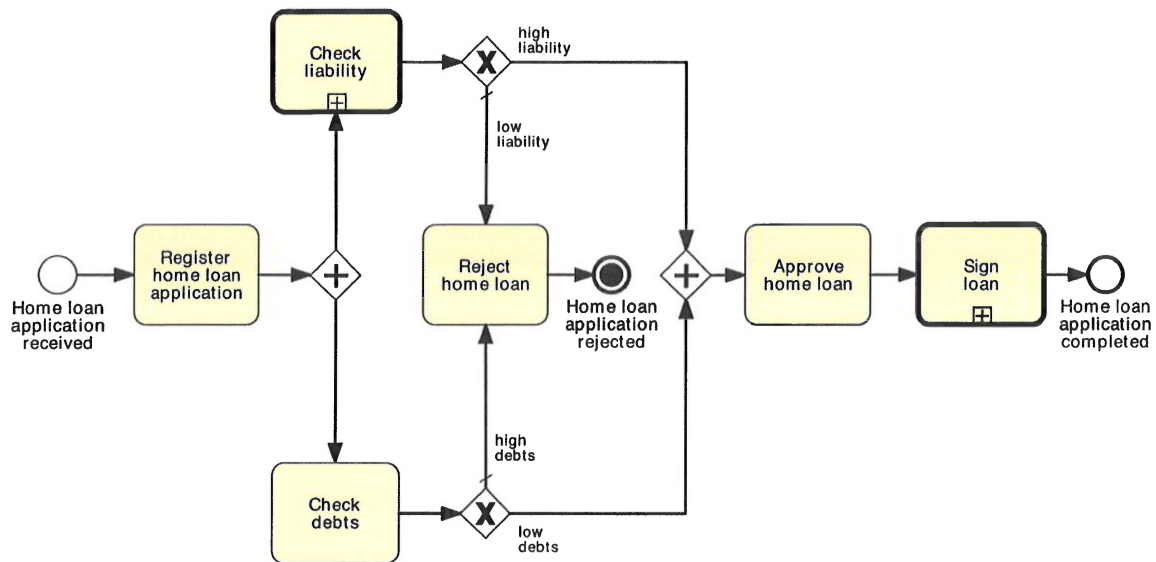 Check
liability
high
liability
low
liability
Home loan
application
received
Register
home loan
application
Reject
home loan
Home loan
application
rejected
Approve
home loan
Sign
loan
Home loan
application
completed
high
debts
Check
debts
low
debts